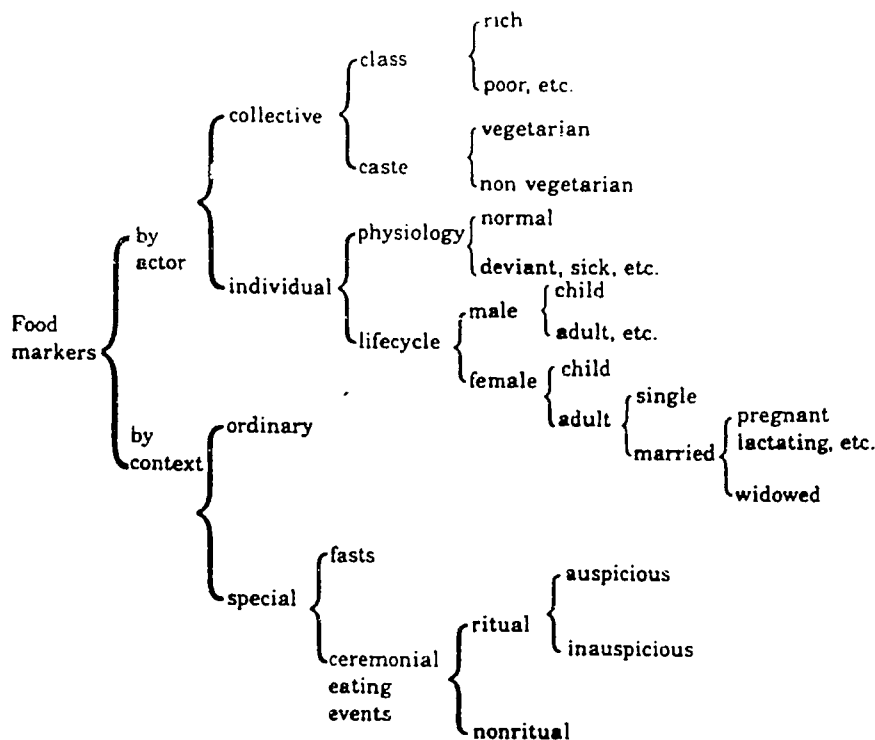 Food
markers
by
actor
collective
class
rich
poor, etc.
caste
vegetarian
non vegetarian
individual
physiology
normal
deviant, sick, etc.
lifecycle
male
child
adult, etc.
female
child
adult
single
married
pregnant
lactating, etc.
widowed
by
context
ordinary
special
fasts
ceremonial
eating
events
ritual
auspicious
inauspicious
nonritual